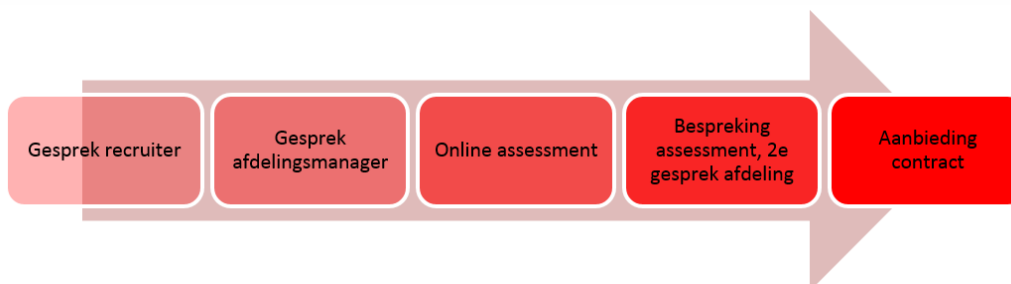 Gesprek recruiter
Gesprek
afdelingsmanager
Online assessment
Bespreking
assessment, 2e
gesprek afdeling
Aanbieding
contract